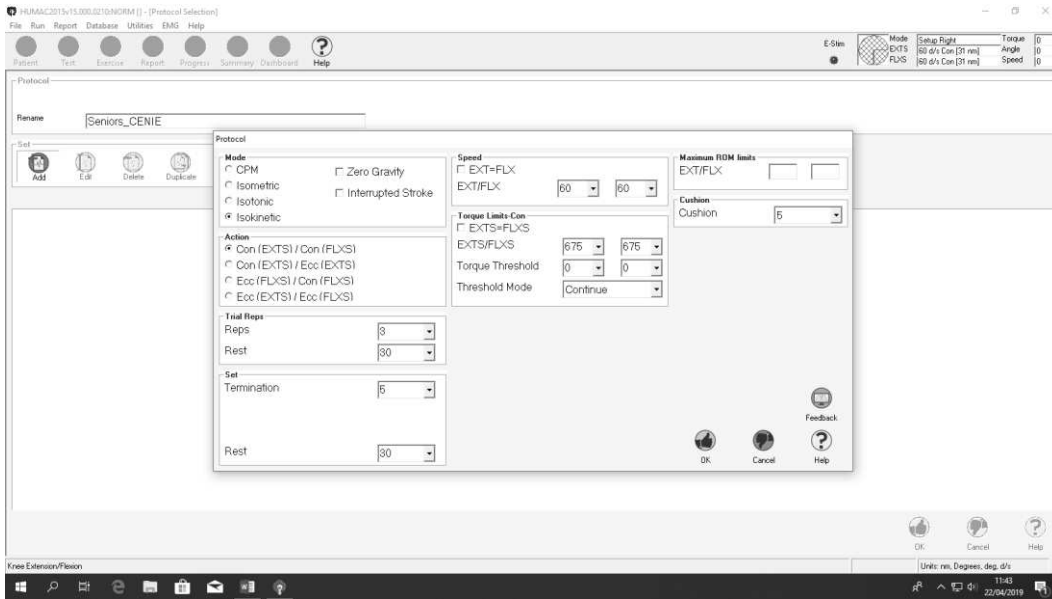 HUMAC2015v15.000.0210:NORM [] - [Protocol Selection]
File Run Report Database Utilities EMG Help
Patient Test Exercise Report Progress Summary Dashboard Help
E-Stim
Mode Setup Right Torque 0
EXTS 60 d/s Con [31 nm] Angle 0
FLXS 60 d/s Con [31 nm] Speed 0
Protocol
Rename Seniors_CENIE
Set
Add Edit Delete Duplicate
Protocol
Mode
CPM
Zero Gravity
Isometric
Interrupted Stroke
Isotonic
Isokinetic
Action
Con (EXTS) / Con (FLXS)
Con (EXTS) / Ecc (EXTS)
Ecc (FLXS) / Con (FLXS)
Ecc (EXTS) / Ecc (FLXS)
Trial Reps
Reps 3
Rest 30
Set
Termination 5
Rest 30
Speed
EXT=FLX
EXT/FLX 60 60
Torque Limits-Con
EXTS=FLXS
EXTS/FLXS 675 675
Torque Threshold 0 0
Threshold Mode Continue
Maximum ROM limits
EXT/FLX
Cushion
Cushion 5
Feedback
OK Cancel Help
OK Cancel Help
Knee Extension/Flexion
Units: nm, Degrees, deg, d/s
11:43
22/04/2019